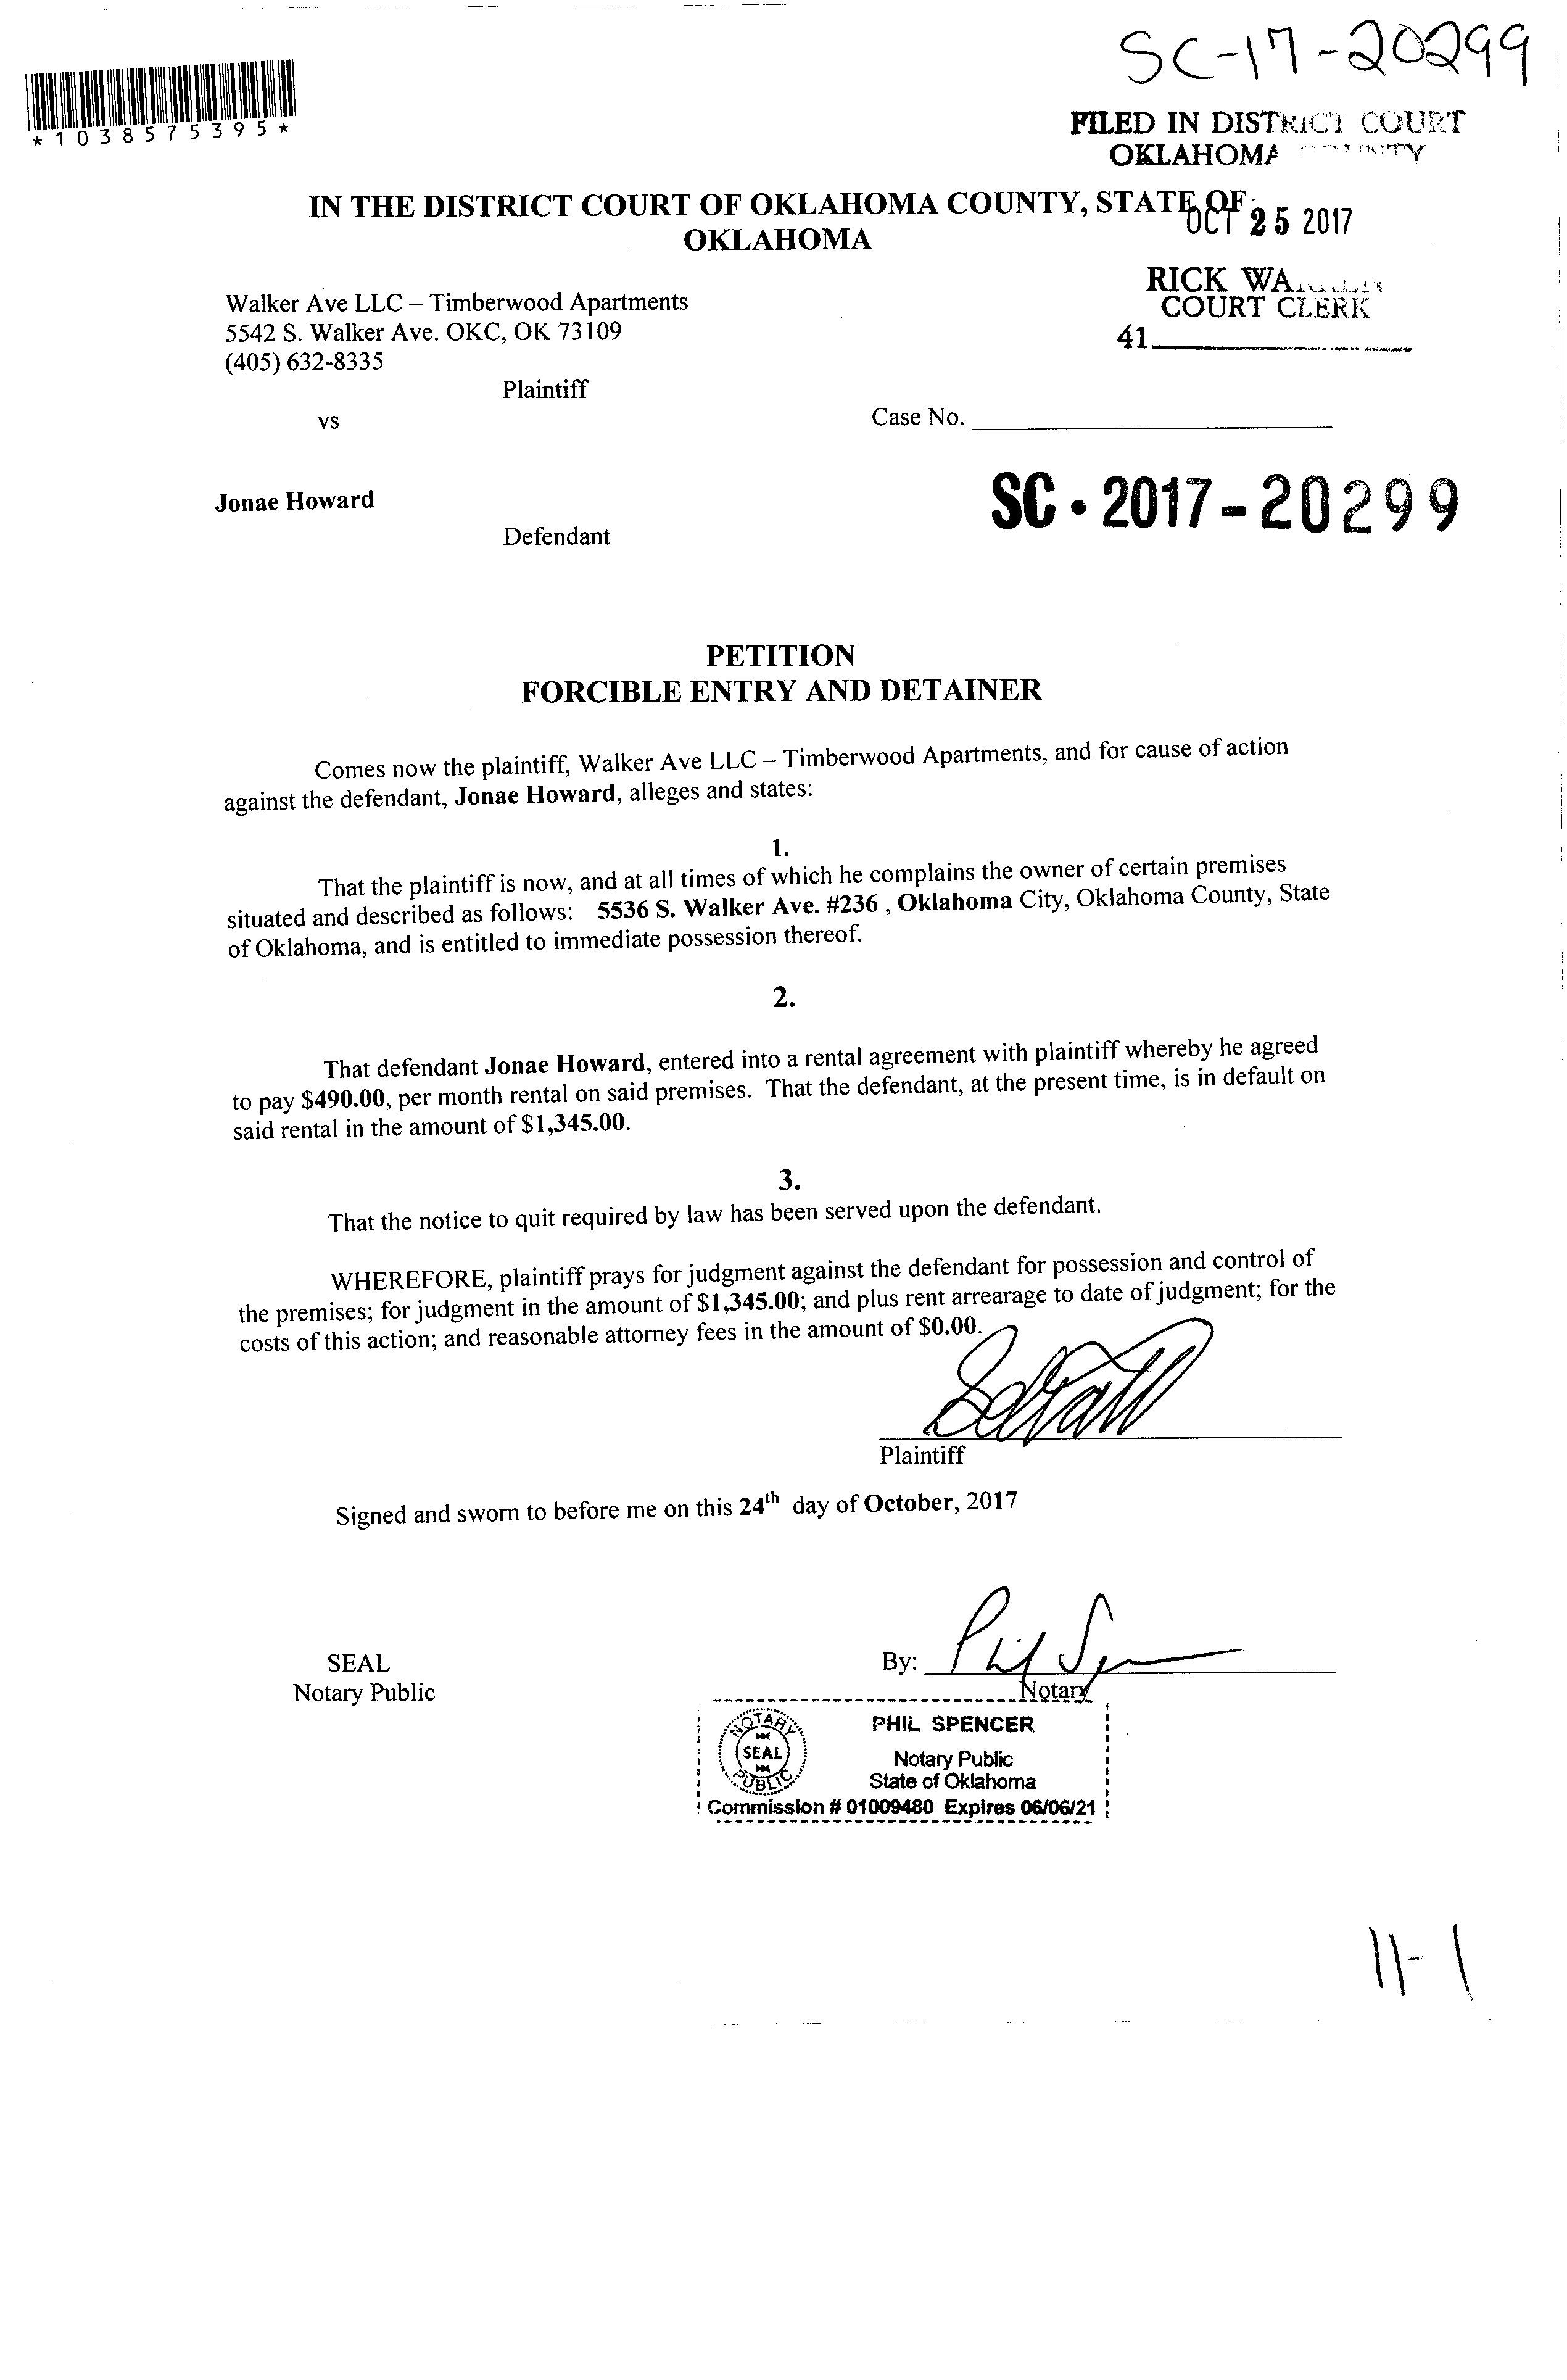 SC-17-20299
*1038575395*
FILED IN DISTRICT COURT
OKLAHOMA COUNTY
IN THE DISTRICT COURT OF OKLAHOMA COUNTY, STATE OF
OCT 25 2017
OKLAHOMA
RICK
COURT CLERK
41
Walker Ave LLC – Timberwood Apartments
5542 S. Walker Ave. OKC, OK 73109
(405) 632-8335
Plaintiff
vs
Case No.
SC • 2017-20299
Jonae Howard
Defendant
PETITION
FORCIBLE ENTRY AND DETAINER
Comes now the plaintiff, Walker Ave LLC – Timberwood Apartments, and for cause of action
against the defendant, Jonae Howard, alleges and states:
1.
That the plaintiff is now, and at all times of which he complains the owner of certain premises
situated and described as follows: 5536 S. Walker Ave. #236 , Oklahoma City, Oklahoma County, State
of Oklahoma, and is entitled to immediate possession thereof.
2.
That defendant Jonae Howard, entered into a rental agreement with plaintiff whereby he agreed
to pay $490.00, per month rental on said premises. That the defendant, at the present time, is in default on
said rental in the amount of $1,345.00.
3.
That the notice to quit required by law has been served upon the defendant.
WHEREFORE, plaintiff prays for judgment against the defendant for possession and control of
the premises; for judgment in the amount of $1,345.00; and plus rent arrearage to date of judgment; for the
costs of this action; and reasonable attorney fees in the amount of $0.00.
Plaintiff
Signed and sworn to before me on this 24th day of October, 2017
SEAL
Notary Public
By: Phil Spencer
Notary
NOTARY
SEAL
PUBLIC
PHIL SPENCER
Notary Public
State of Oklahoma
Commission # 01009480 Expires 06/06/21
11-1